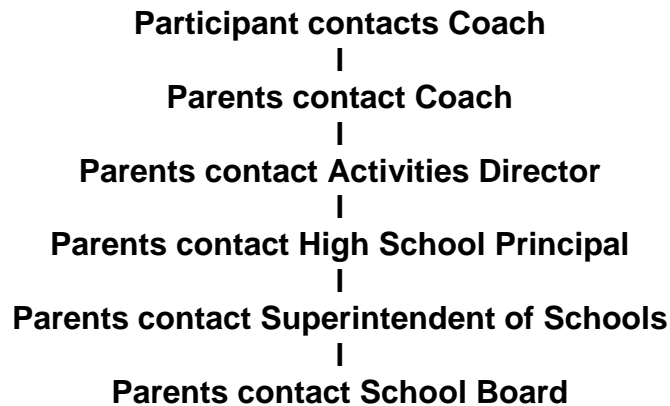 Participant contacts Coach
I
Parents contact Coach
I
Parents contact Activities Director
I
Parents contact High School Principal
I
Parents contact Superintendent of Schools
I
Parents contact School Board